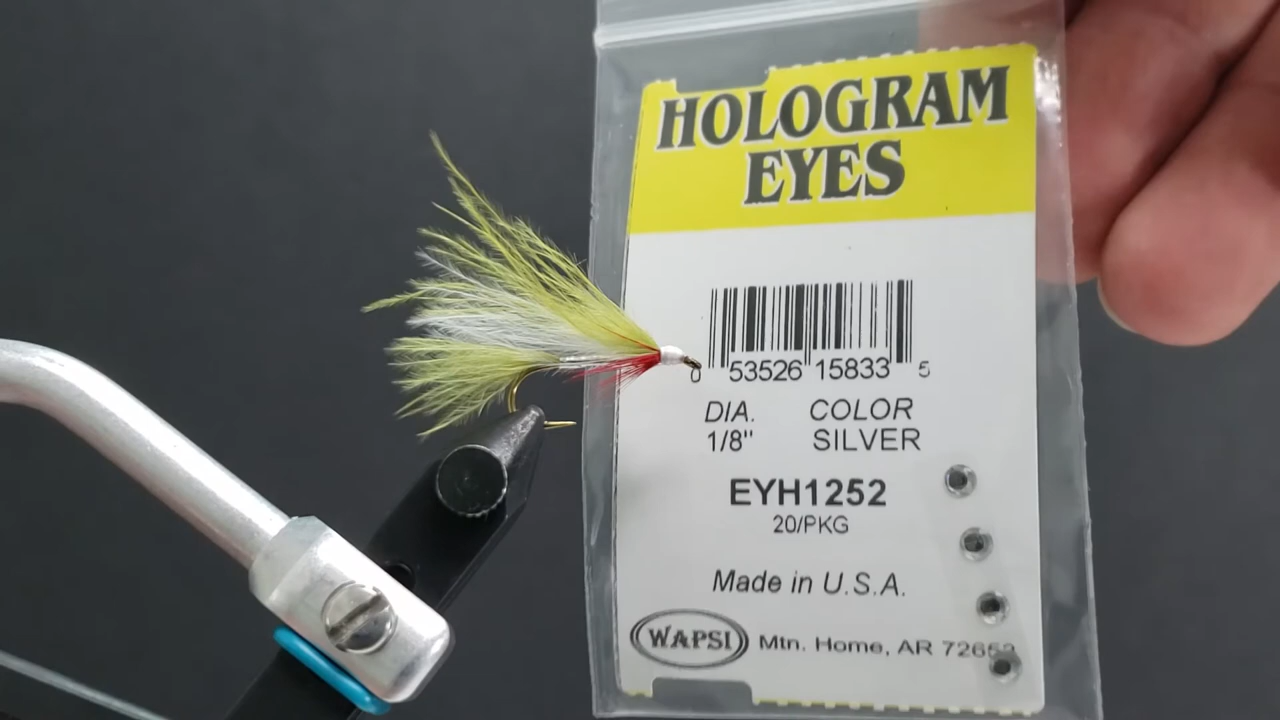 HOLOGRAM
EYES
0 53526 15833 5
DIA. COLOR
1/8" SILVER
EYH1252
20/PKG
Made in U.S.A.
WAPSI Mtn. Home, AR